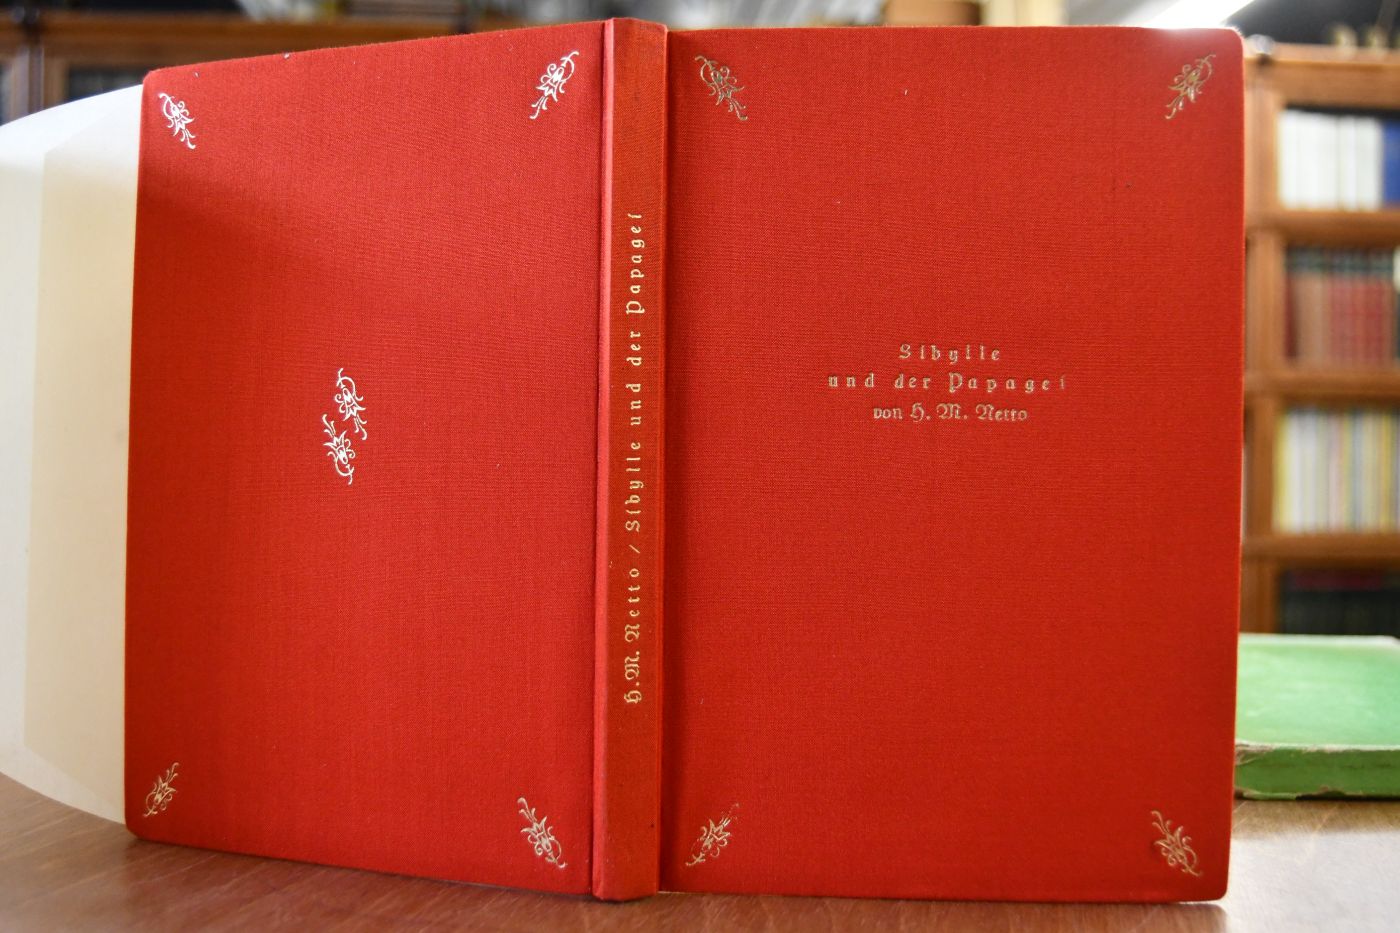 H. M. Netto / Sibylle und der Papagei
Sibylle
und der Papagei
von H. M. Netto